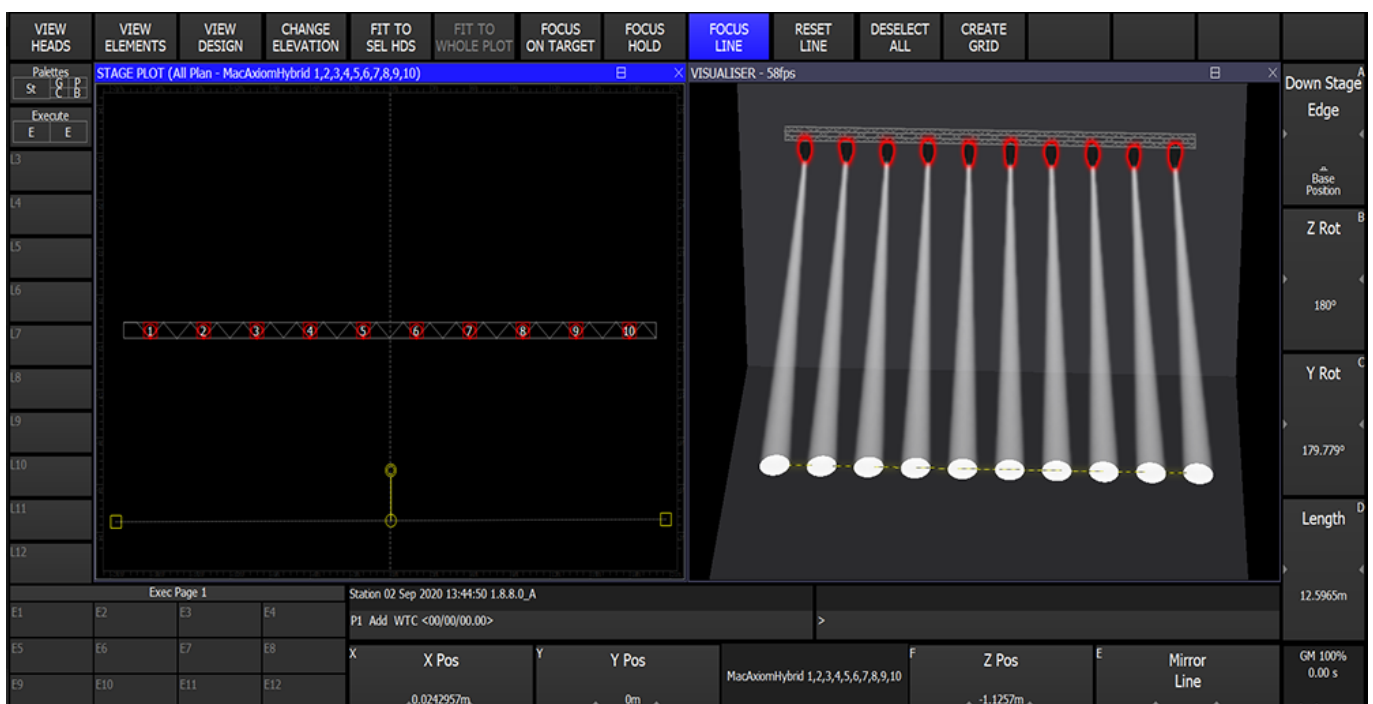 VIEW
HEADS
VIEW
ELEMENTS
VIEW
DESIGN
CHANGE
ELEVATION
FIT TO
SEL HDS
FIT TO
WHOLE PLOT
FOCUS
ON TARGET
FOCUS
HOLD
FOCUS
LINE
RESET
LINE
DESELECT
ALL
CREATE
GRID
Palettes
St G P
C B
Execute
E E
L3
L4
L5
L6
L7
L8
L9
L10
L11
L12
STAGE PLOT (All Plan - MacAxiomHybrid 1,2,3,4,5,6,7,8,9,10)
1 2 3 4 5 6 7 8 9 10
VISUALISER - 58fps
A
Down Stage
Edge
Base
Position
B
Z Rot
180°
C
Y Rot
179.779°
D
Length
12.5965m
Exec Page 1
E1 E2 E3 E4
E5 E6 E7 E8
E9 E10 E11 E12
Station 02 Sep 2020 13:44:50 1.8.8.0_A
P1 Add WTC <00/00/00.00>
>
X
X Pos
0.0242957m
Y
Y Pos
0m
MacAxiomHybrid 1,2,3,4,5,6,7,8,9,10
F
Z Pos
-1.1257m
E
Mirror
Line
GM 100%
0.00 s